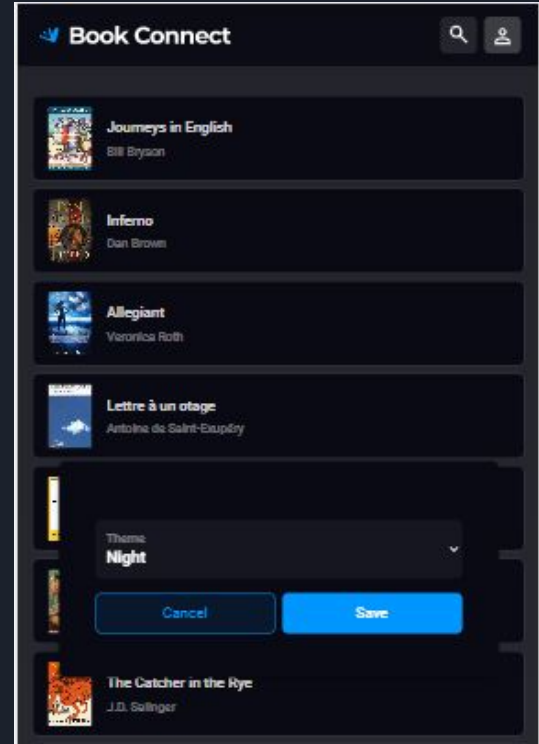 Book Connect
Journeys in English
Bill Bryson
Inferno
Dan Brown
Allegiant
Veronica Roth
Lettre à un otage
Antoine de Saint-Exupéry
Theme
Night
Cancel
Save
The Catcher in the Rye
J.D. Salinger